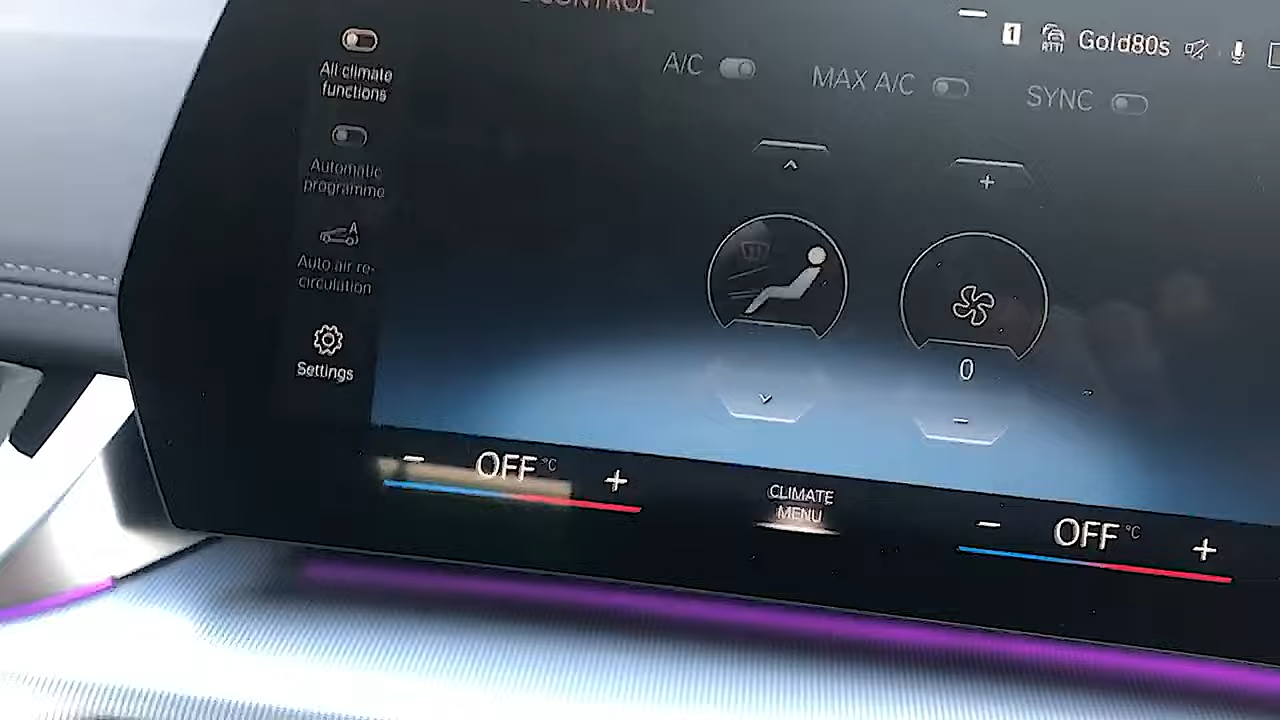 CONTROL
1 RTTI Gold80s
A/C MAX A/C SYNC
All climate
functions
Automatic
programme
A
Auto air re-
circulation
Settings
0
OFF °C
CLIMATE
MENU
OFF °C